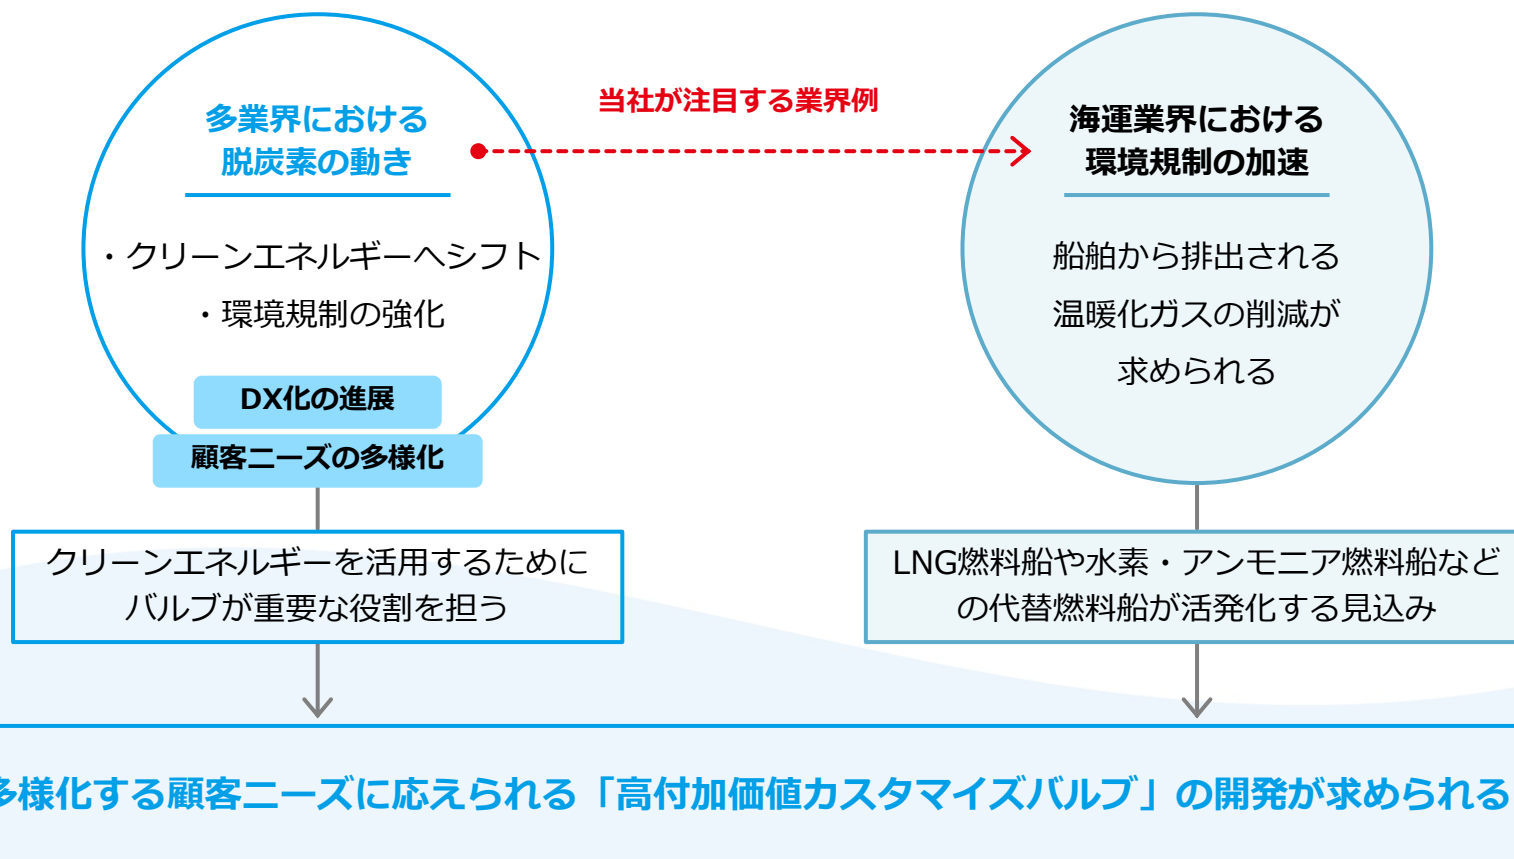 多業界における
脱炭素の動き
・クリーンエネルギーへシフト
・環境規制の強化
DX化の進展
顧客ニーズの多様化
当社が注目する業界例
海運業界における
環境規制の加速
船舶から排出される
温暖化ガスの削減が
求められる
クリーンエネルギーを活用するために
バルブが重要な役割を担う
LNG燃料船や水素・アンモニア燃料船など
の代替燃料船が活発化する見込み
多様化する顧客ニーズに応えられる「高付加価値カスタマイズバルブ」の開発が求められる